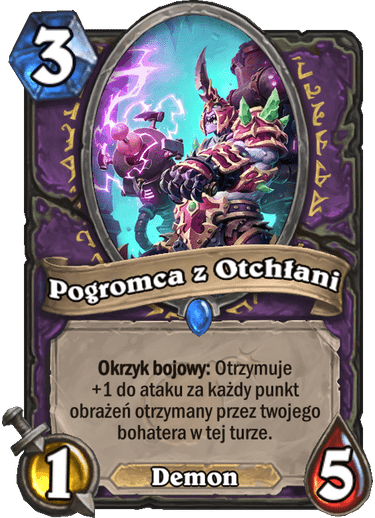 3
Pogromca z Otchłani
Okrzyk bojowy: Otrzymuje
+1 do ataku za każdy punkt
obrażeń otrzymany przez twojego
bohatera w tej turze.
1
Demon
5